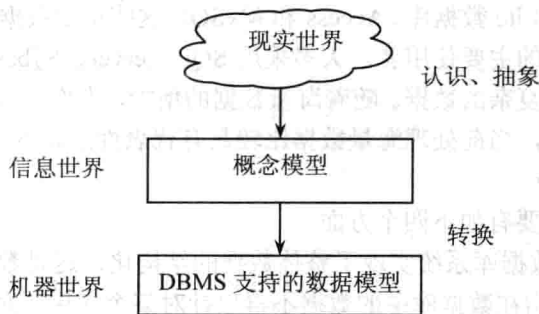 现实世界
认识、抽象
信息世界
概念模型
转换
机器世界
DBMS 支持的数据模型